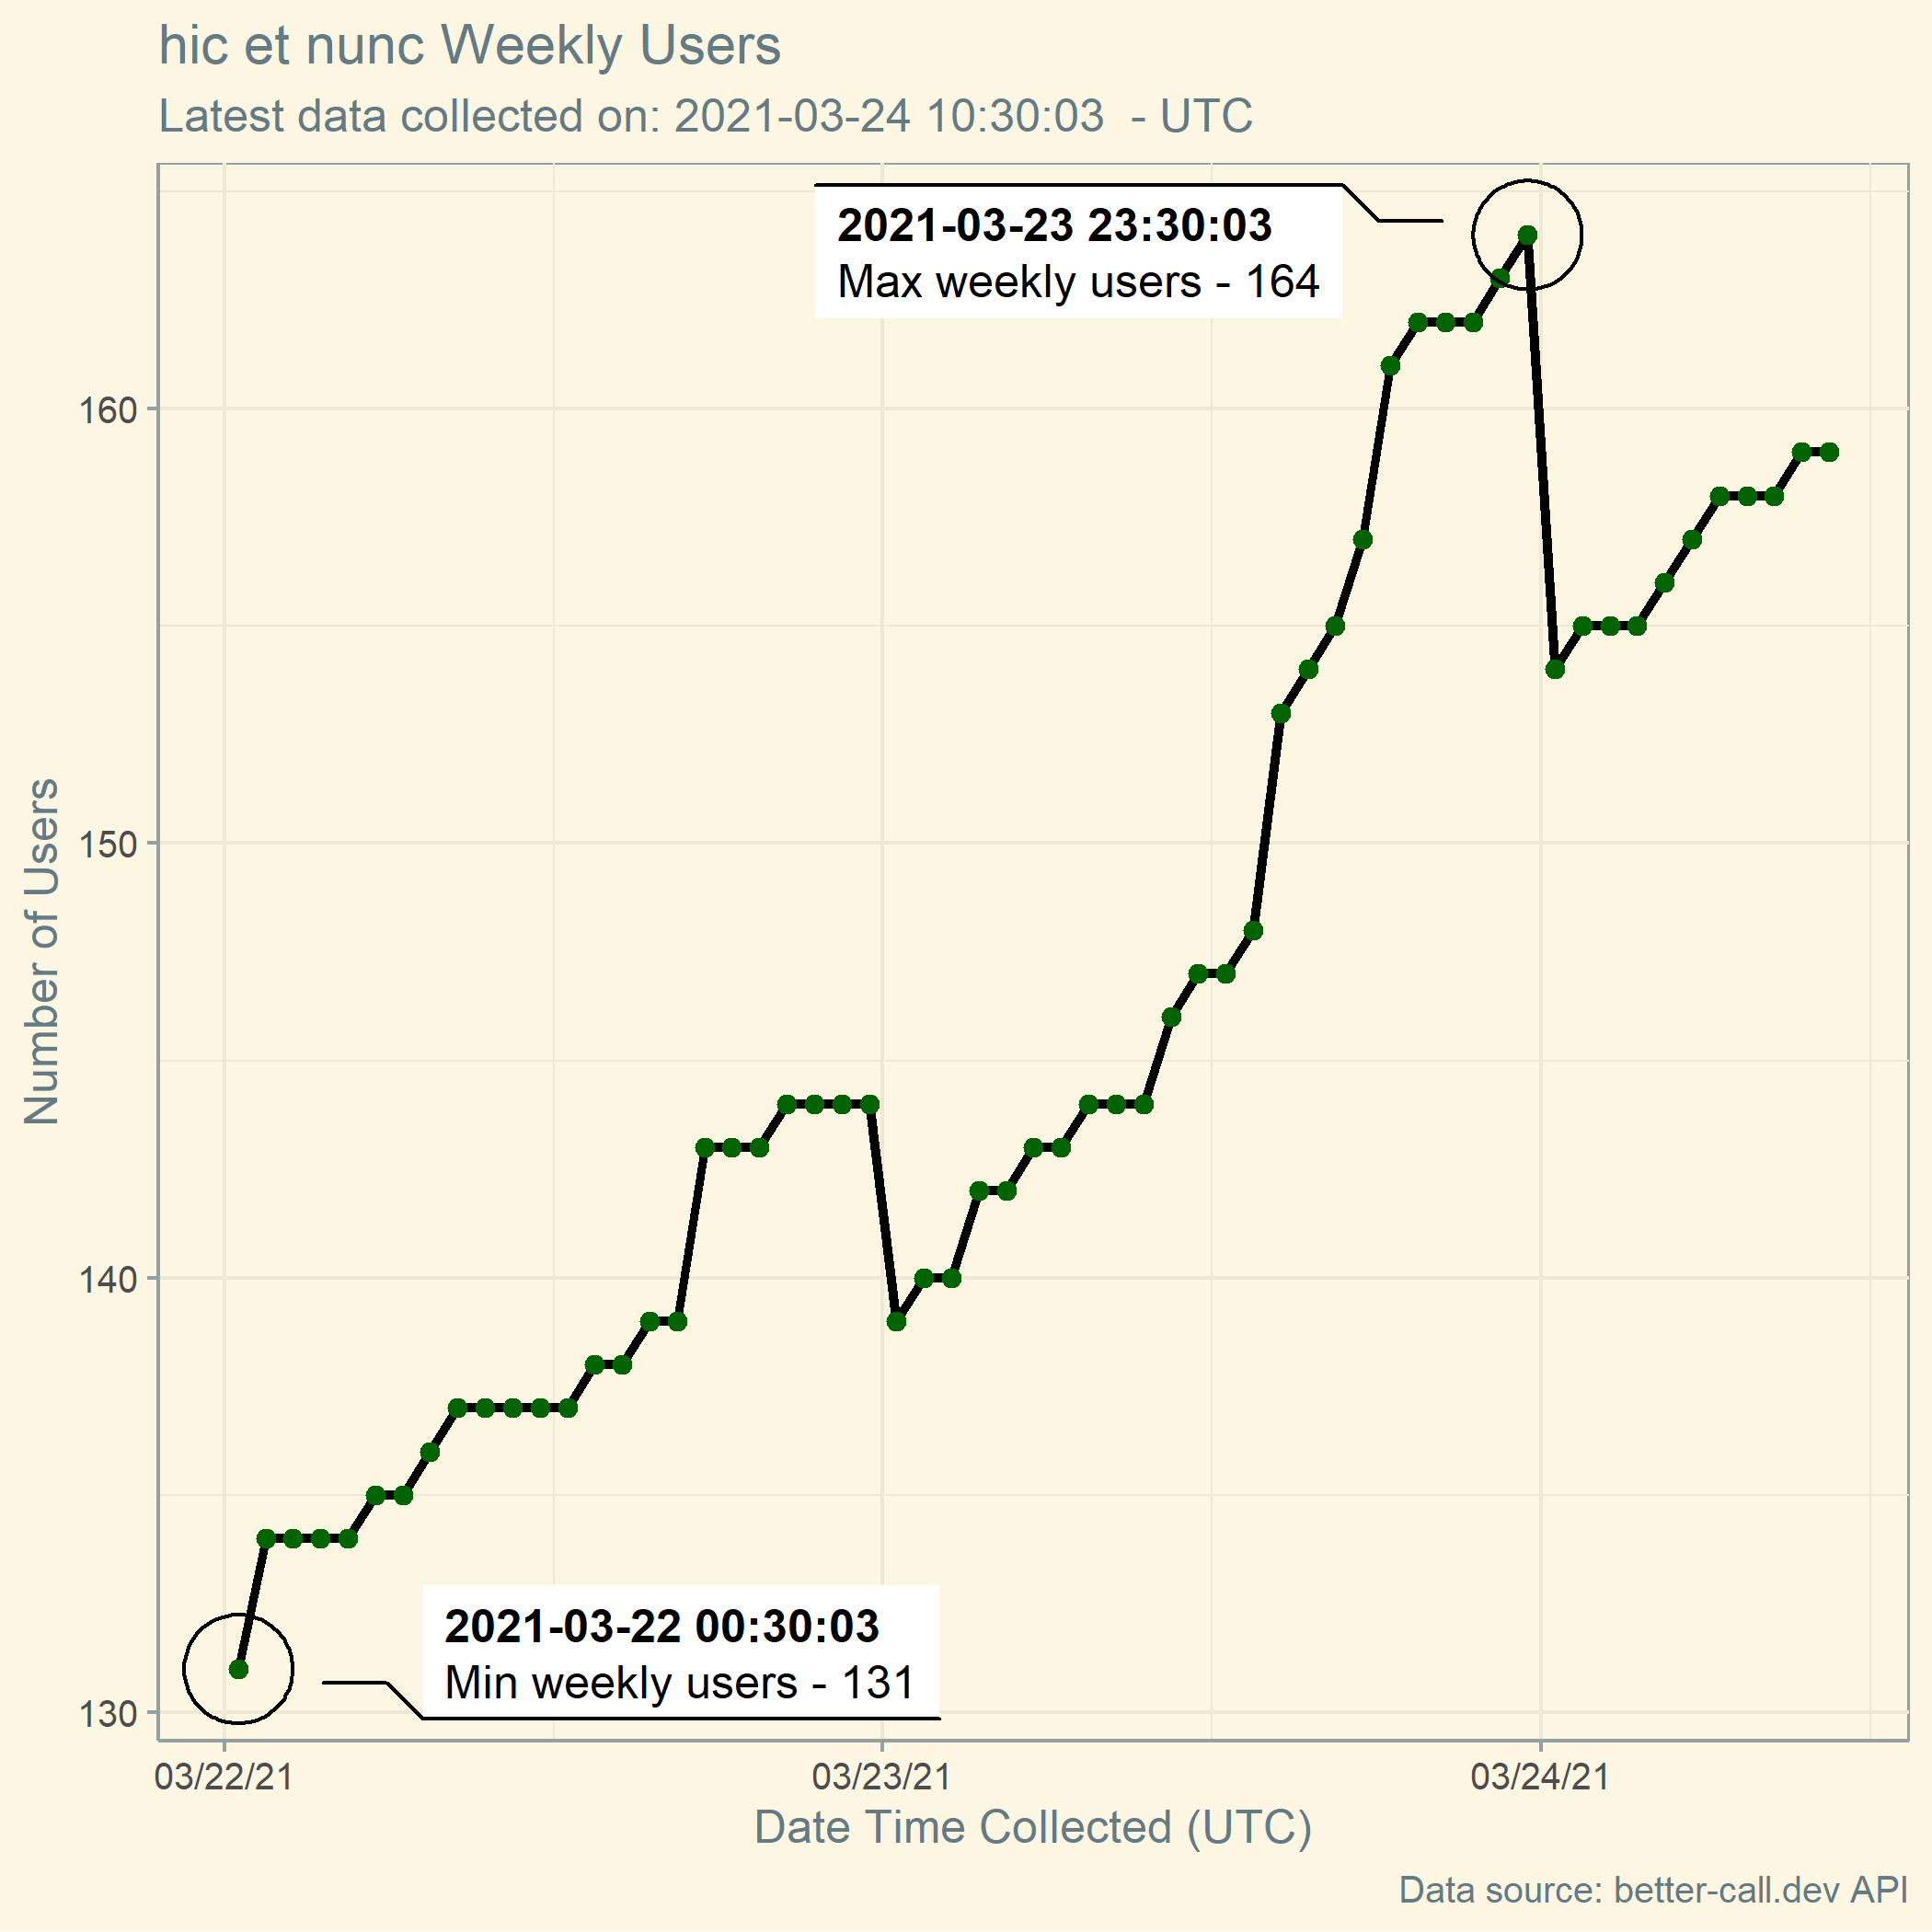 hic et nunc Weekly Users
Latest data collected on: 2021-03-24 10:30:03  - UTC
2021-03-23 23:30:03
Max weekly users - 164
160
150
140
130
Number of Users
2021-03-22 00:30:03
Min weekly users - 131
03/22/21
03/23/21
03/24/21
Date Time Collected (UTC)
Data source: better-call.dev API